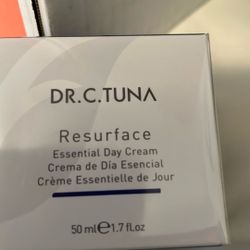 DR.C.TUNA
Resurface
Essential Day Cream
Crema de Día Esencial
Crème Essentielle de Jour
50 ml e 1.7 fl.oz